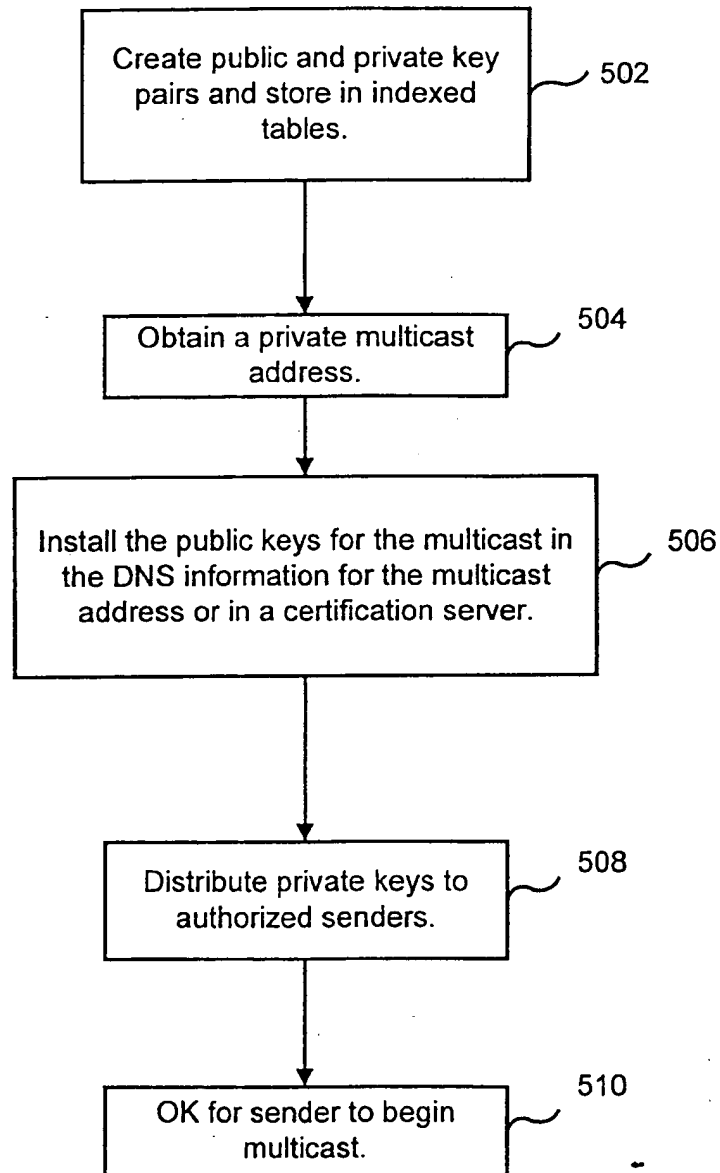 Create public and private key
pairs and store in indexed
tables.
502
Obtain a private multicast
address.
504
Install the public keys for the multicast in
the DNS information for the multicast
address or in a certification server.
506
Distribute private keys to
authorized senders.
508
OK for sender to begin
multicast.
510